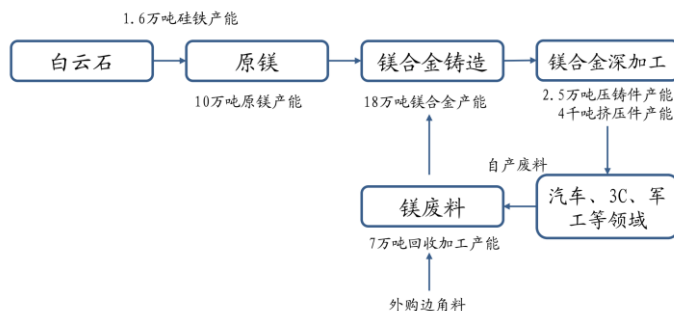 1.6万吨硅铁产能
白云石
原镁
镁合金铸造
镁合金深加工
10万吨原镁产能
18万吨镁合金产能
2.5万吨压铸件产能
4千吨挤压件产能
自产废料
镁废料
汽车、3C、军
工等领域
7万吨回收加工产能
外购边角料